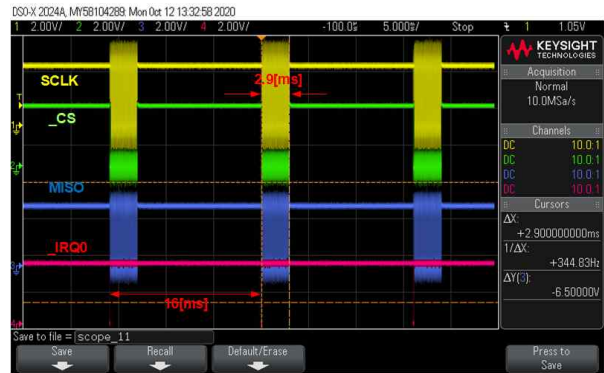 DSO-X 2024A, MY58104289: Mon Oct 12 13:32:58 2020
1 2.00V/ 2 2.00V/ 3 2.00V/ 4 2.00V/ -100.0s 5.000s/ Stop 1 1.05V
KEYSIGHT
TECHNOLOGIES
Acquisition
Normal
10.0MSa/s
Channels
DC 10.0:1
DC 10.0:1
DC 10.0:1
DC 10.0:1
Cursors
ΔX:
+2.900000000ms
1/ΔX:
+344.83Hz
ΔY(3):
-6.50000V
SCLK
2.9[ms]
_CS
MISO
_IRQ0
16[ms]
Save to file = scope_11
Save
Recall
Default/Erase
Press to
Save